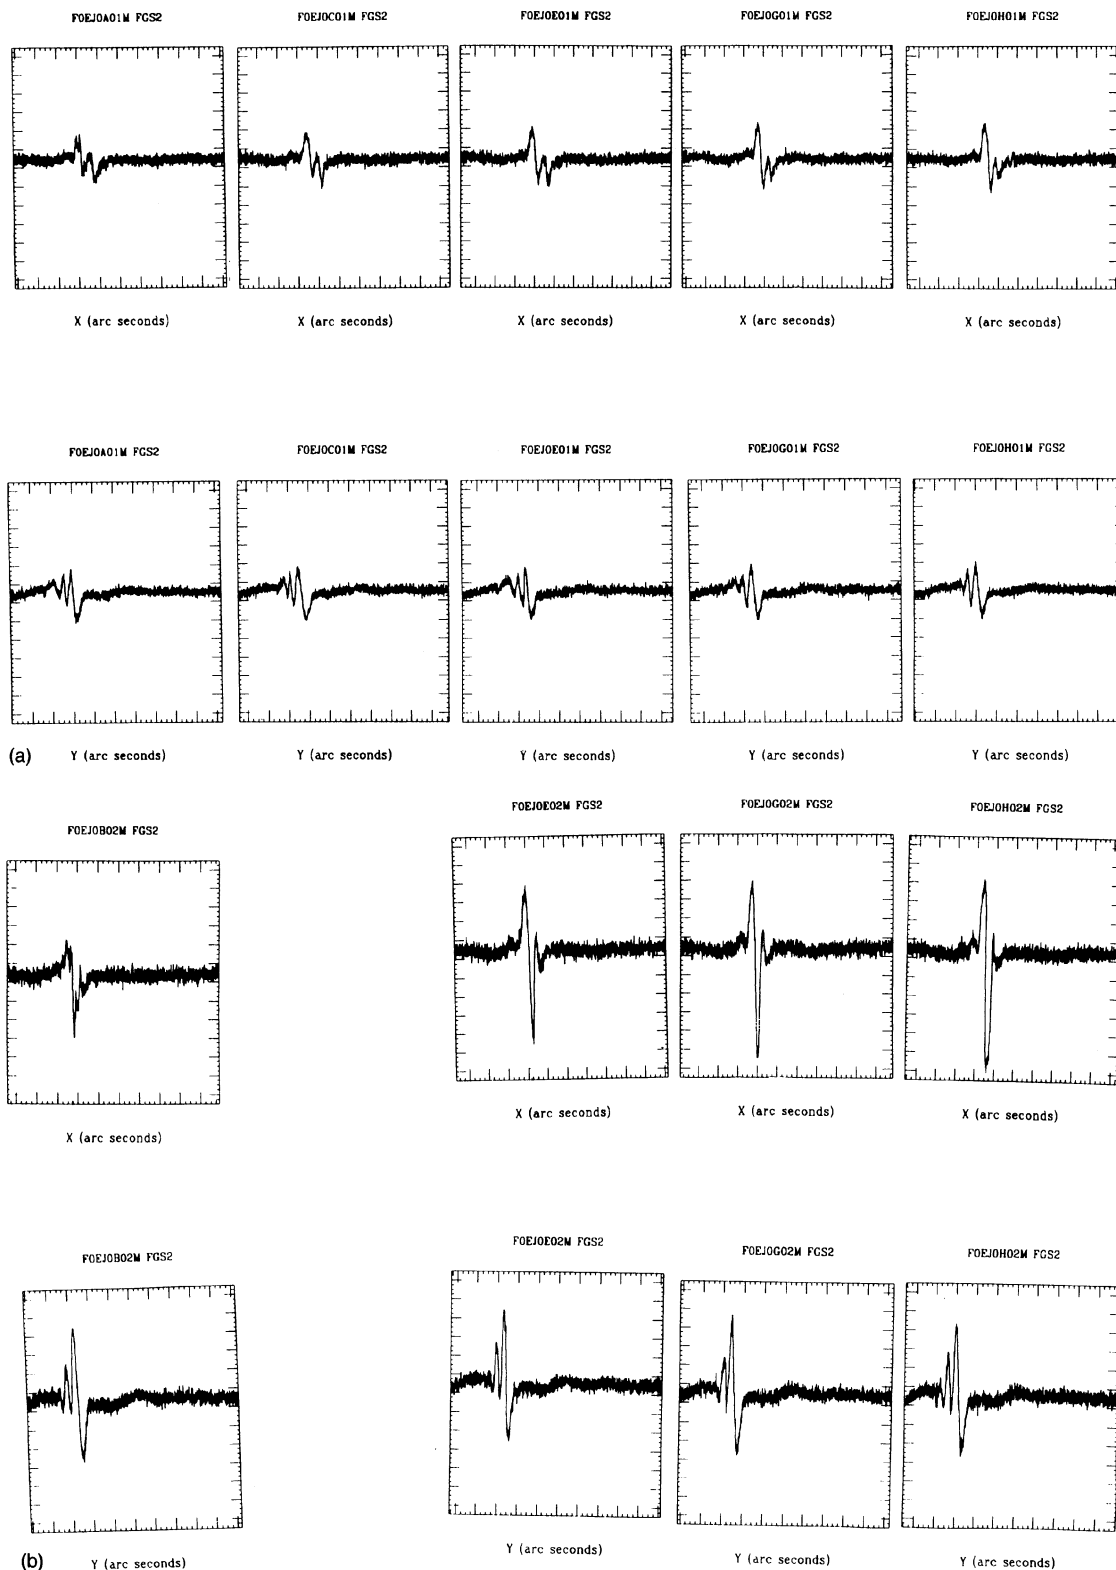 F0EJ0A01M FGS2
F0EJ0C01M FGS2
F0EJ0E01M FGS2
F0EJ0G01M FGS2
F0EJ0H01M FGS2
X (arc seconds)
X (arc seconds)
X (arc seconds)
X (arc seconds)
X (arc seconds)
F0EJ0A01M FGS2
F0EJ0C01M FGS2
F0EJ0E01M FGS2
F0EJ0G01M FGS2
F0EJ0H01M FGS2
(a)
Y (arc seconds)
Y (arc seconds)
Y (arc seconds)
Y (arc seconds)
Y (arc seconds)
F0EJ0B02M FGS2
F0EJ0E02M FGS2
F0EJ0G02M FGS2
F0EJ0H02M FGS2
X (arc seconds)
X (arc seconds)
X (arc seconds)
X (arc seconds)
F0EJ0B02M FGS2
F0EJ0E02M FGS2
F0EJ0G02M FGS2
F0EJ0H02M FGS2
(b)
Y (arc seconds)
Y (arc seconds)
Y (arc seconds)
Y (arc seconds)